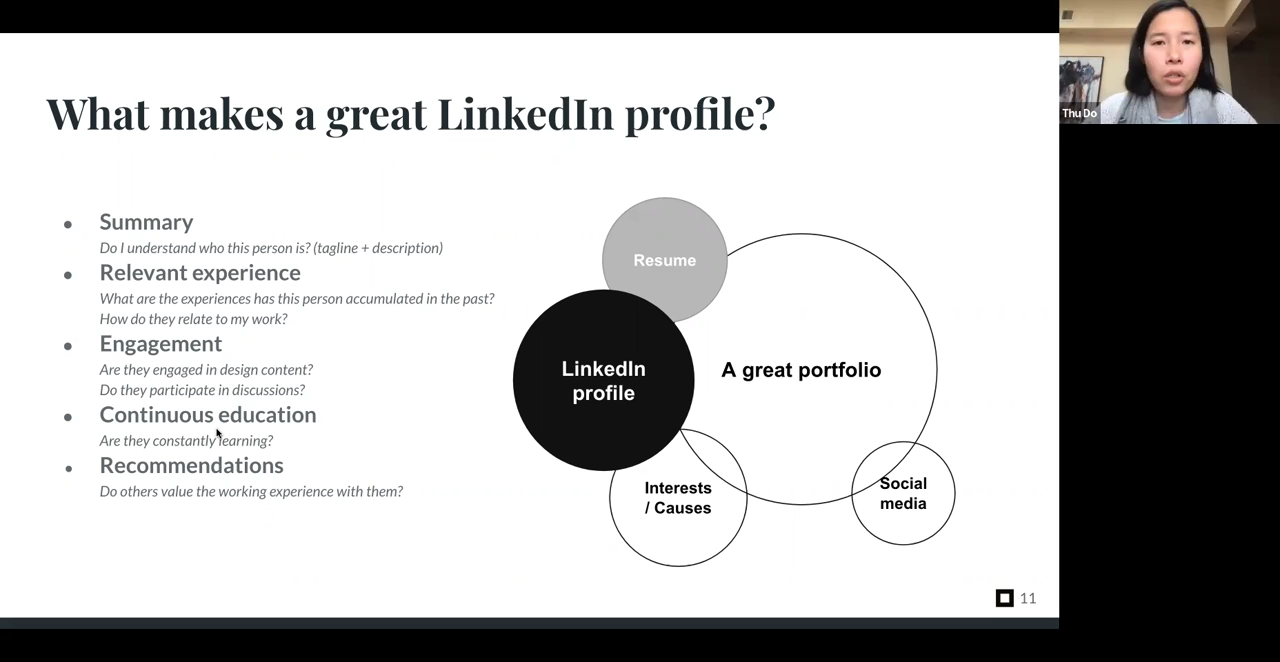 What makes a great LinkedIn profile?
● Summary
Do I understand who this person is? (tagline + description)
● Relevant experience
What are the experiences has this person accumulated in the past?
How do they relate to my work?
● Engagement
Are they engaged in design content?
Do they participate in discussions?
● Continuous education
Are they constantly learning?
● Recommendations
Do others value the working experience with them?
Resume
LinkedIn
profile
A great portfolio
Interests
/ Causes
Social
media
11
Thu Do